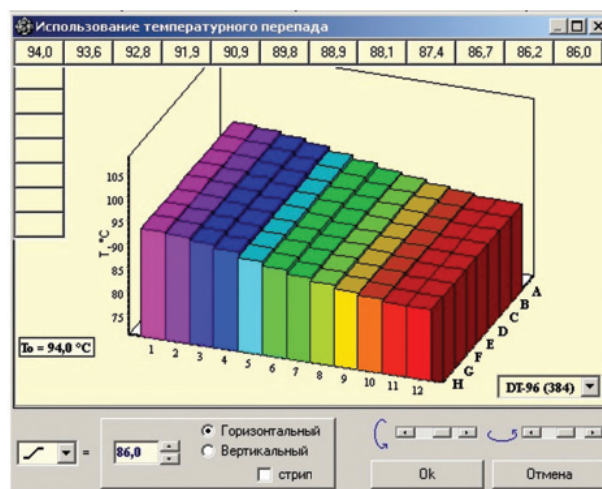 Использование температурного перепада
94,0 93,6 92,8 91,9 90,9 89,8 88,9 88,1 87,4 86,7 86,2 86,0
105
100
95
90
85
80
75
T, °C
1 2 3 4 5 6 7 8 9 10 11 12
A
B
C
D
E
F
G
H
To = 94,0 °C
DT-96 (384)
= 86,0
Горизонтальный
Вертикальный
стрип
Ok Отмена